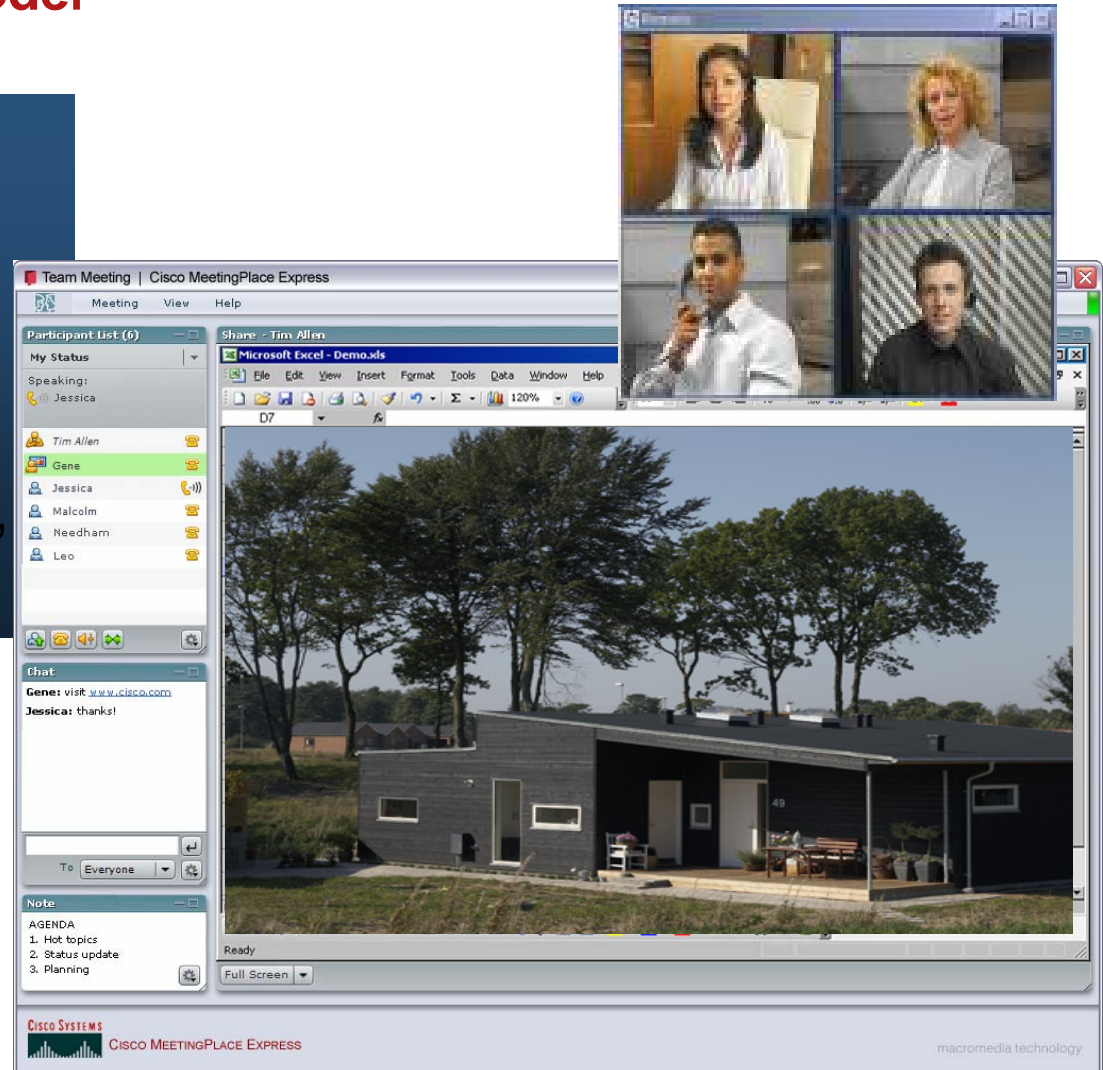 Team Meeting | Cisco MeetingPlace Express
Meeting View Help
Participant List (6)
My Status
Speaking:
Jessica
Tim Allen
Gene
Jessica
Malcolm
Needham
Leo
Chat
Gene: visit www.cisco.com
Jessica: thanks!
To Everyone
Note
AGENDA
1. Hot topics
2. Status update
3. Planning
Share - Tim Allen
Microsoft Excel - Demo.xls
File Edit View Insert Format Tools Data Window Help
120%
D7 fx
49
Ready
Full Screen
CISCO SYSTEMS
CISCO MEETINGPLACE EXPRESS
macromedia technology